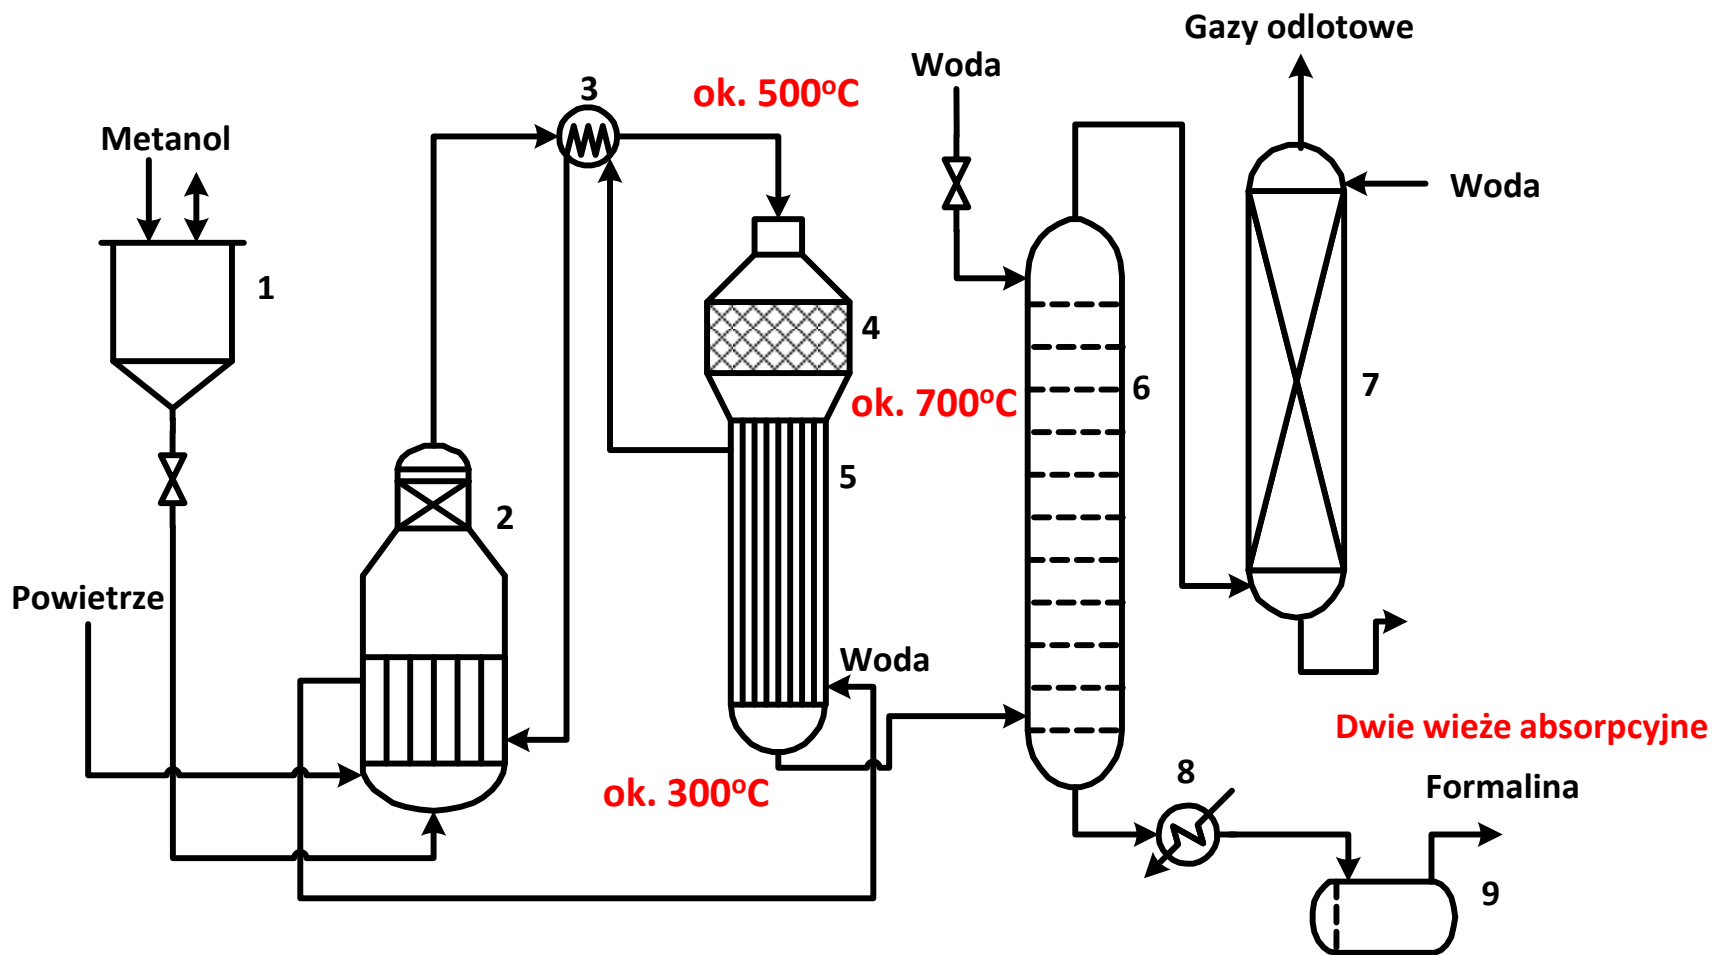 Gazy odlotowe
Woda
3
ok. 500°C
Metanol
Woda
1
4
6
7
ok. 700°C
5
2
Powietrze
Woda
Dwie wieże absorpcyjne
8
ok. 300°C
Formalina
9